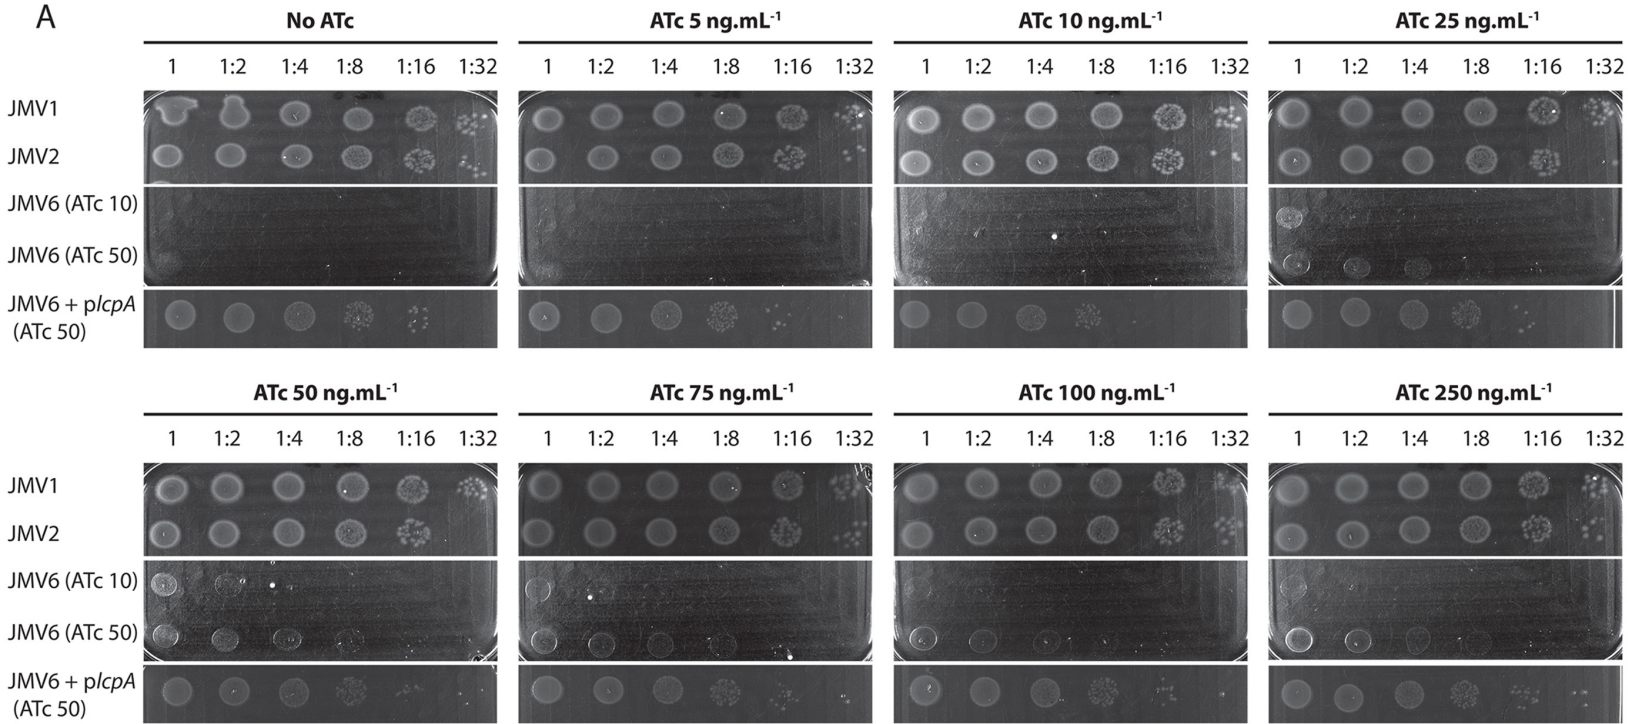 A
No ATc ATc 5 ng.mL-1 ATc 10 ng.mL-1 ATc 25 ng.mL-1
1 1:2 1:4 1:8 1:16 1:32 1 1:2 1:4 1:8 1:16 1:32 1 1:2 1:4 1:8 1:16 1:32 1 1:2 1:4 1:8 1:16 1:32
JMV1
JMV2
JMV6 (ATc 10)
JMV6 (ATc 50)
JMV6 + plcpA
(ATc 50)
ATc 50 ng.mL-1 ATc 75 ng.mL-1 ATc 100 ng.mL-1 ATc 250 ng.mL-1
1 1:2 1:4 1:8 1:16 1:32 1 1:2 1:4 1:8 1:16 1:32 1 1:2 1:4 1:8 1:16 1:32 1 1:2 1:4 1:8 1:16 1:32
JMV1
JMV2
JMV6 (ATc 10)
JMV6 (ATc 50)
JMV6 + plcpA
(ATc 50)